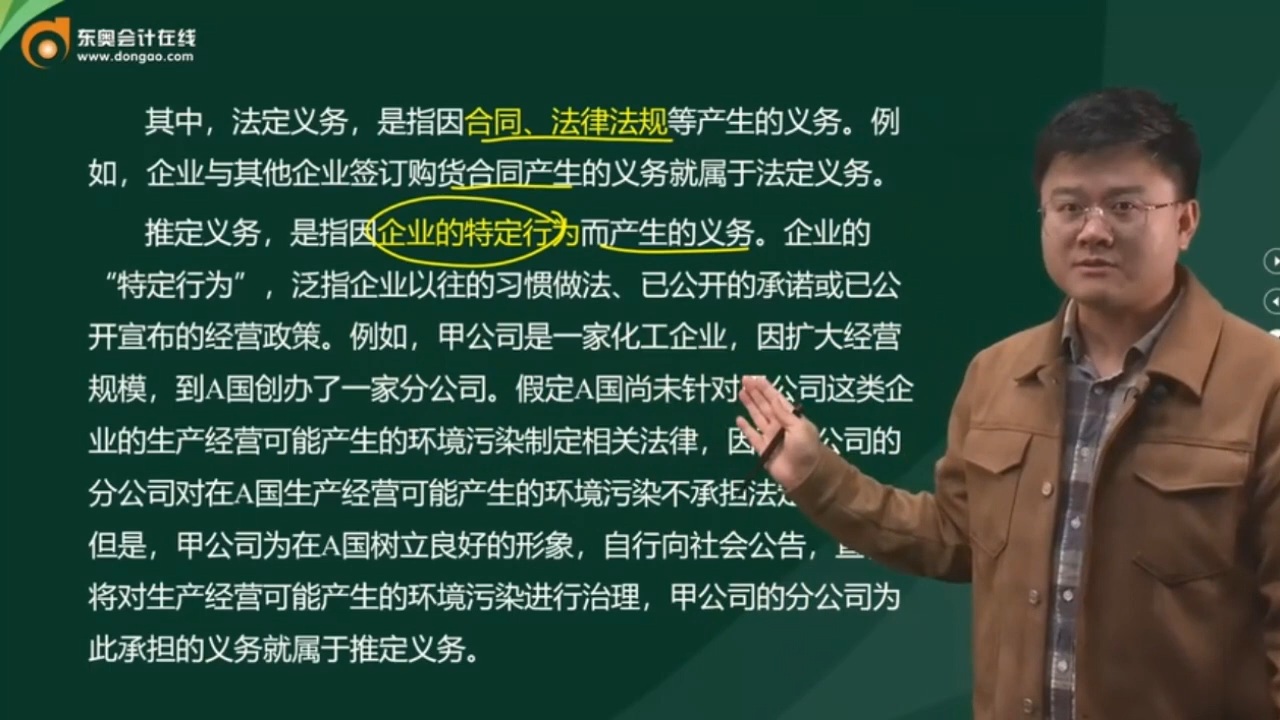 东奥会计在线
www.dongao.com
其中，法定义务，是指因合同、法律法规等产生的义务。例
如，企业与其他企业签订购货合同产生的义务就属于法定义务。
推定义务，是指因企业的特定行为而产生的义务。企业的
“特定行为”，泛指企业以往的习惯做法、已公开的承诺或已公
开宣布的经营政策。例如，甲公司是一家化工企业，因扩大经营
规模，到A国创办了一家分公司。假定A国尚未针对 公司这类企
业的生产经营可能产生的环境污染制定相关法律，因 公司的
分公司对在A国生产经营可能产生的环境污染不承担法定
但是，甲公司为在A国树立良好的形象，自行向社会公告，
将对生产经营可能产生的环境污染进行治理，甲公司的分公司为
此承担的义务就属于推定义务。